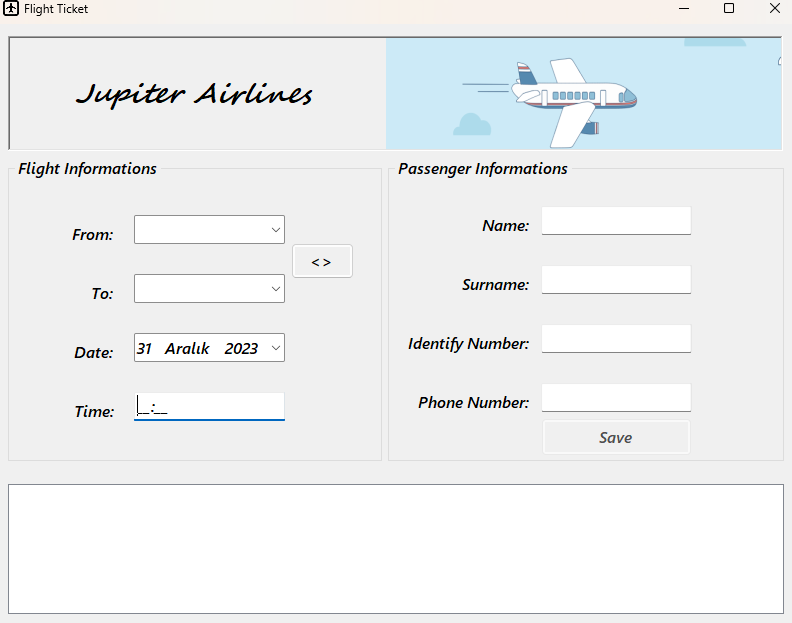 Flight Ticket
Jupiter Airlines
Flight Informations
From:
< >
To:
Date: 31 Aralık 2023
Time: __:__
Passenger Informations
Name:
Surname:
Identify Number:
Phone Number:
Save